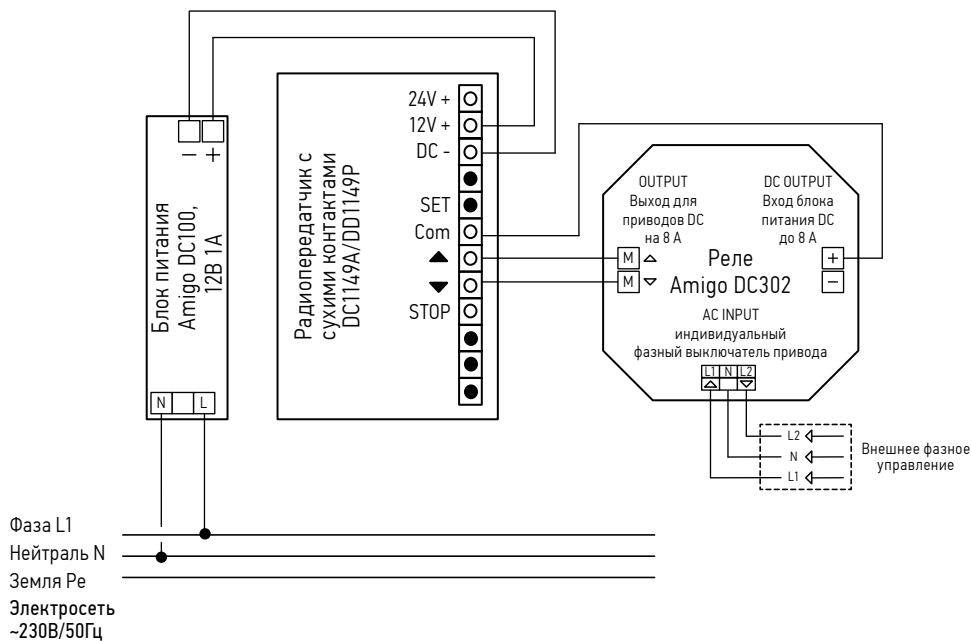 Блок питания
Amigo DC100,
12В 1А
− +
N L
Радиопередатчик с
сухими контактами
DC1149A/DD1149P
24V +
12V +
DC -
SET
Com
STOP
OUTPUT
Выход для
приводов DC
на 8 А
DC OUTPUT
Вход блока
питания DC
до 8 А
M
M
Реле
Amigo DC302
+
−
AC INPUT
индивидуальный
фазный выключатель привода
L1 N L2
L2
N
L1
Внешнее фазное
управление
Фаза L1
Нейтраль N
Земля Pe
Электросеть
~230В/50Гц